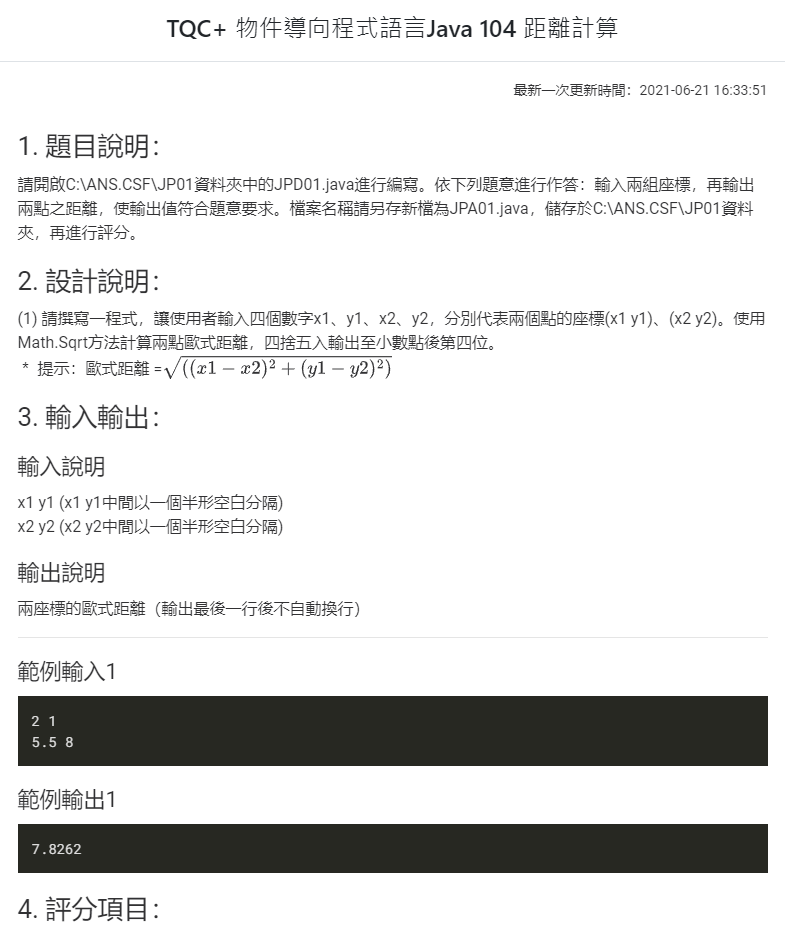 TQC+ 物件導向程式語言Java 104 距離計算
最新一次更新時間：2021-06-21 16:33:51
1. 題目說明：
請開啟C:\ANS.CSF\JP01資料夾中的JPD01.java進行編寫。依下列題意進行作答：輸入兩組座標，再輸出
兩點之距離，使輸出值符合題意要求。檔案名稱請另存新檔為JPA01.java，儲存於C:\ANS.CSF\JP01資料
夾，再進行評分。
2. 設計說明：
(1) 請撰寫一程式，讓使用者輸入四個數字x1、y1、x2、y2，分別代表兩個點的座標(x1 y1)、(x2 y2)。使用
Math.Sqrt方法計算兩點歐式距離，四捨五入輸出至小數點後第四位。
* 提示：歐式距離 =√((x1 − x2)² + (y1 − y2)²)
3. 輸入輸出：
輸入說明
x1 y1 (x1 y1中間以一個半形空白分隔)
x2 y2 (x2 y2中間以一個半形空白分隔)
輸出說明
兩座標的歐式距離（輸出最後一行後不自動換行）
範例輸入1
2 1
5.5 8
範例輸出1
7.8262
4. 評分項目：